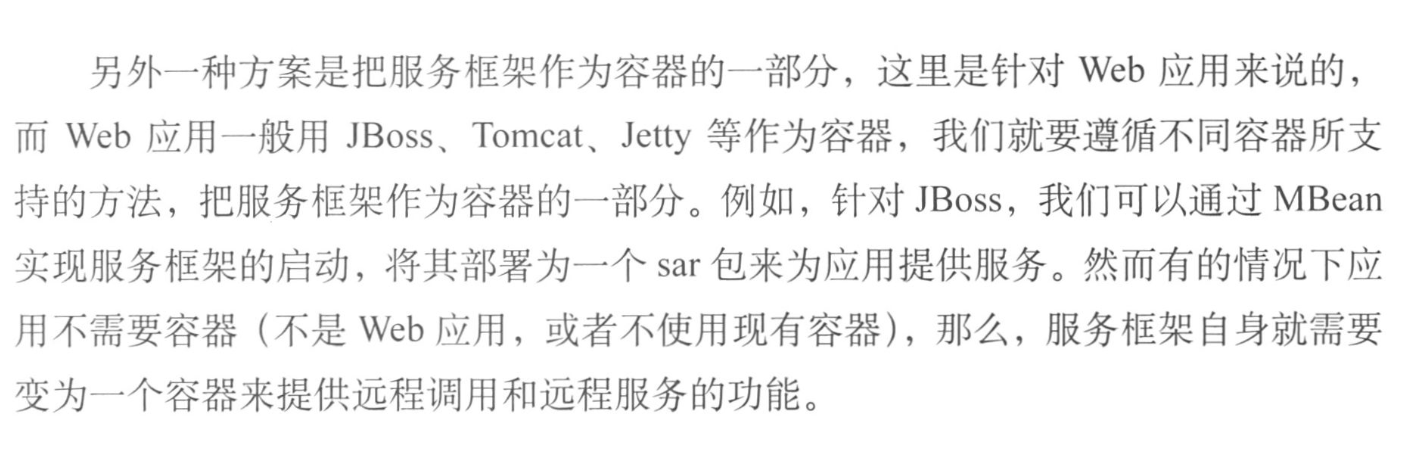 另外一种方案是把服务框架作为容器的一部分，这里是针对 Web 应用来说的，
而 Web 应用一般用 JBoss、Tomcat、Jetty 等作为容器，我们就要遵循不同容器所支
持的方法，把服务框架作为容器的一部分。例如，针对 JBoss，我们可以通过 MBean
实现服务框架的启动，将其部署为一个 sar 包来为应用提供服务。然而有的情况下应
用不需要容器（不是 Web 应用，或者不使用现有容器），那么，服务框架自身就需要
变为一个容器来提供远程调用和远程服务的功能。